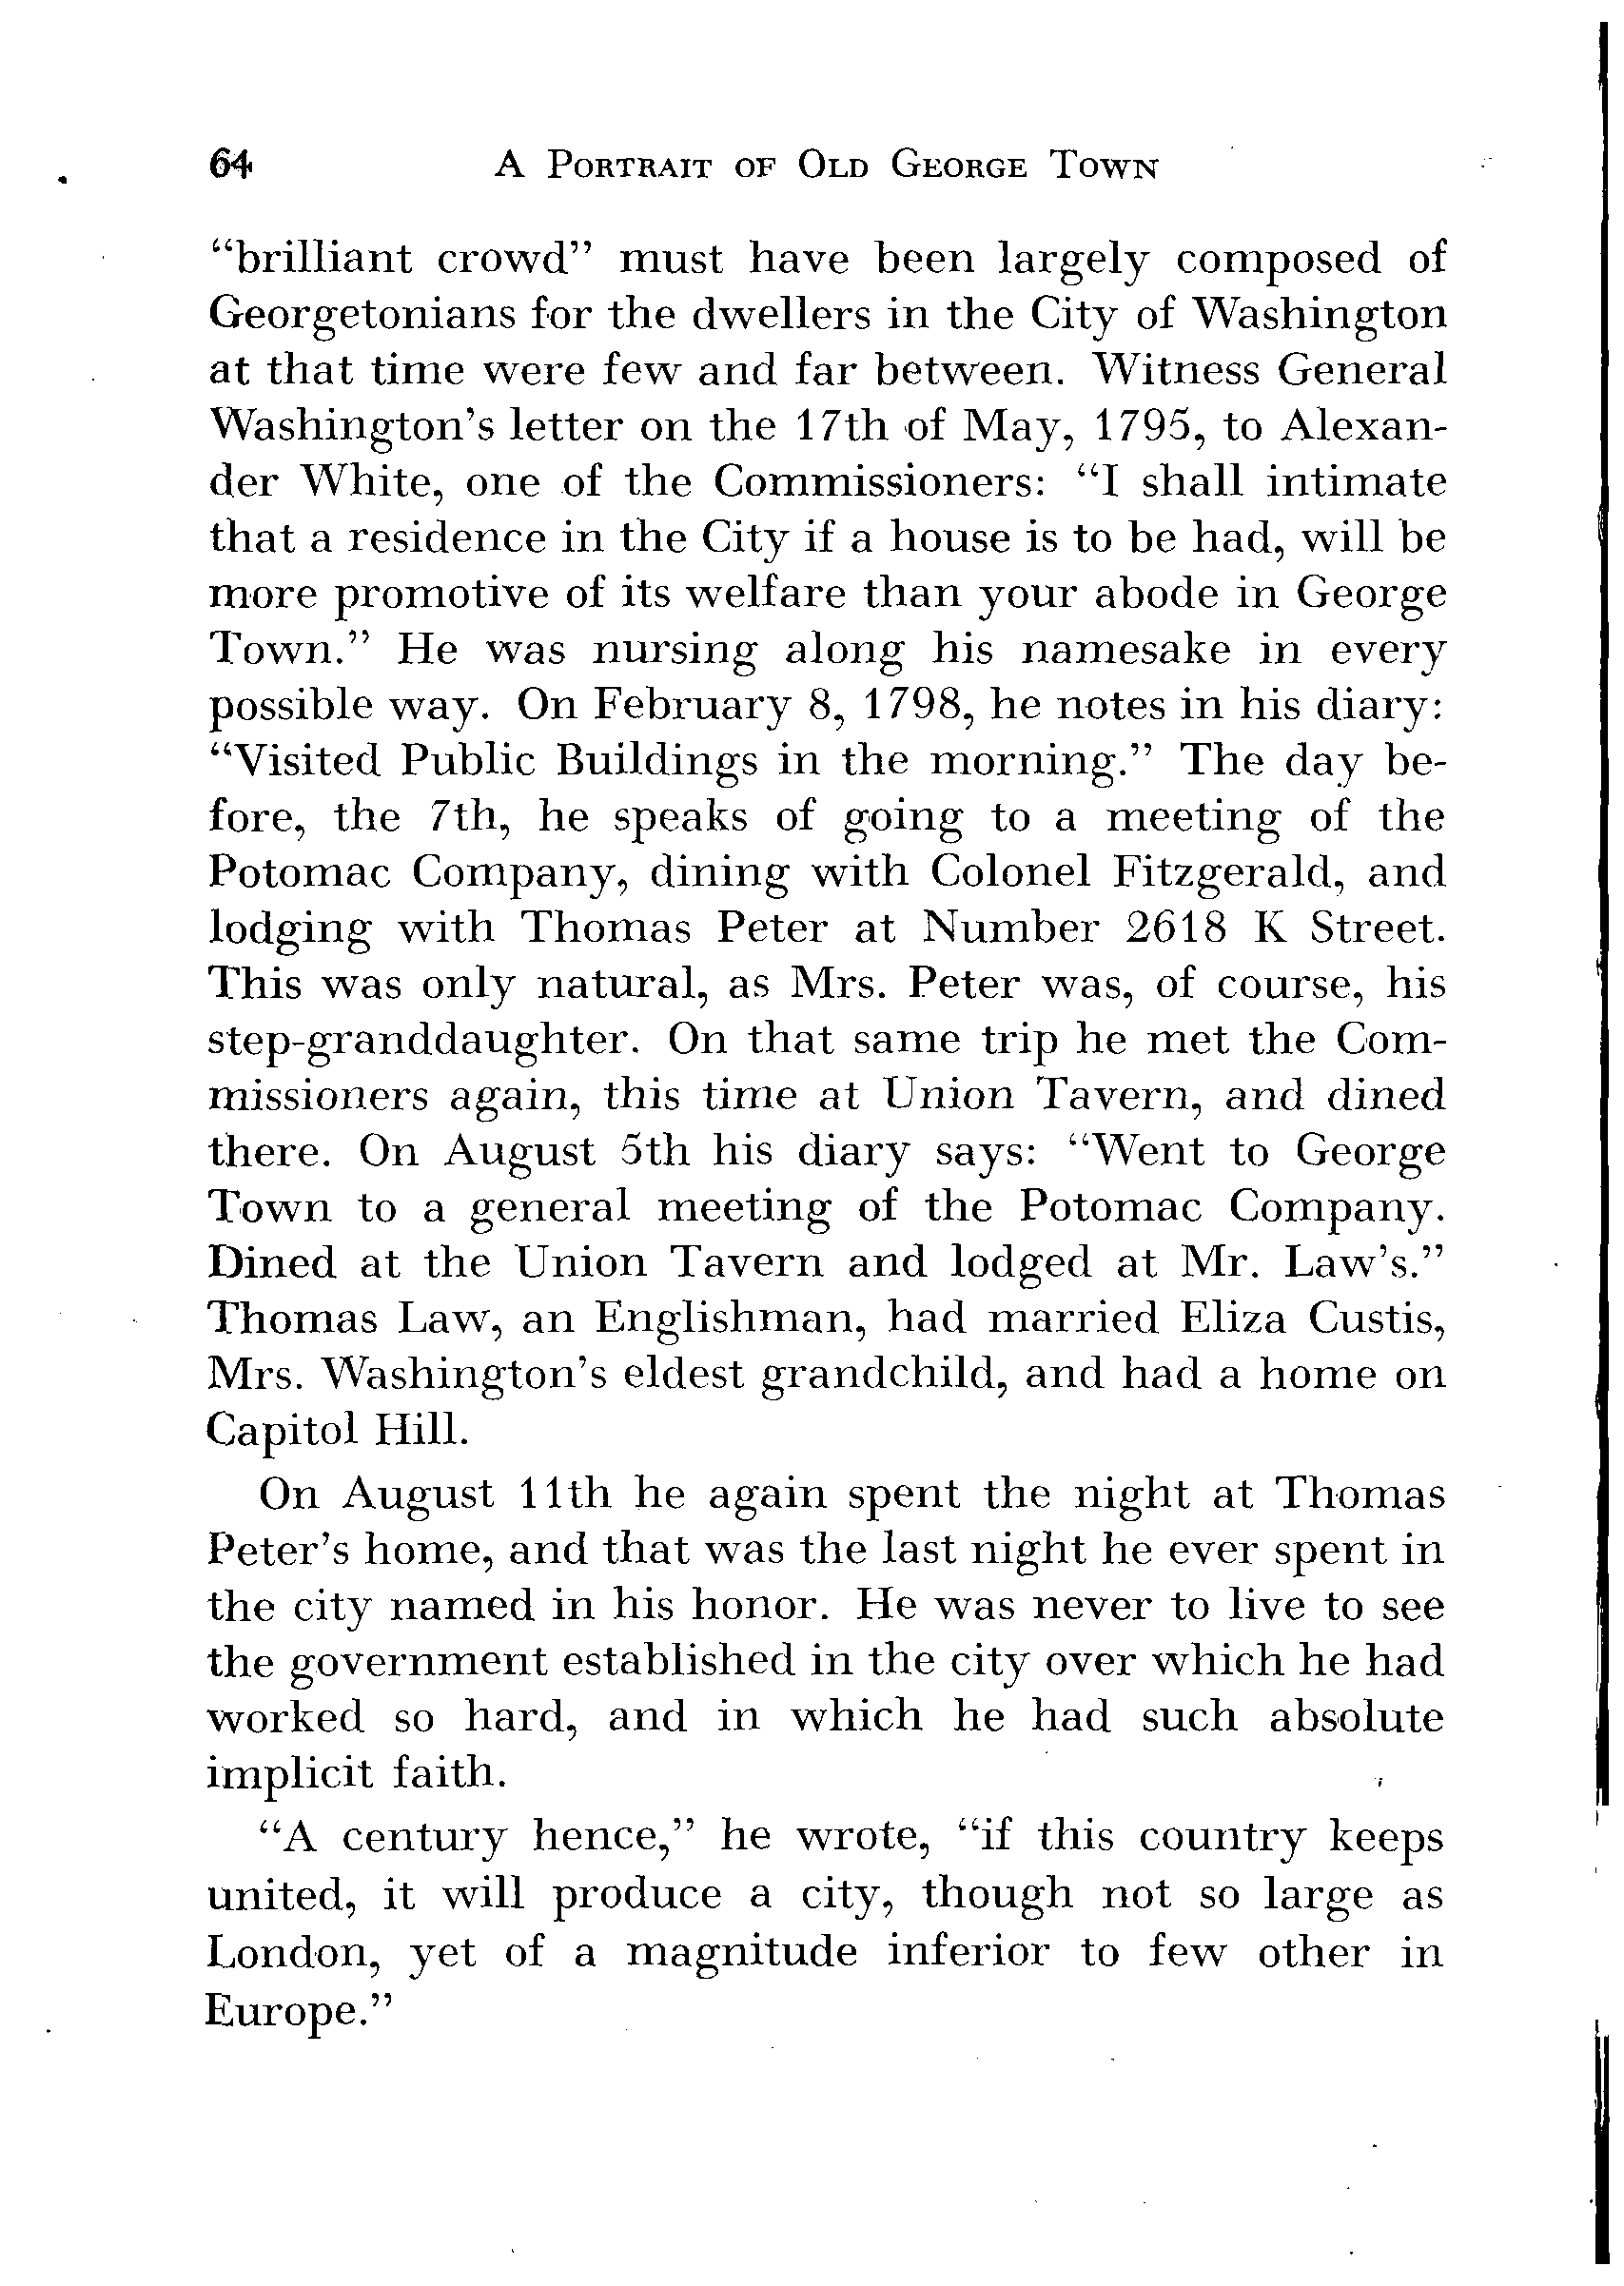 64 A Portrait of Old George Town
“brilliant crowd” must have been largely composed of
Georgetonians for the dwellers in the City of Washington
at that time were few and far between. Witness General
Washington’s letter on the 17th of May, 1795, to Alexan-
der White, one of the Commissioners: “I shall intimate
that a residence in the City if a house is to be had, will be
more promotive of its welfare than your abode in George
Town.” He was nursing along his namesake in every
possible way. On February 8, 1798, he notes in his diary:
“Visited Public Buildings in the morning.” The day be-
fore, the 7th, he speaks of going to a meeting of the
Potomac Company, dining with Colonel Fitzgerald, and
lodging with Thomas Peter at Number 2618 K Street.
This was only natural, as Mrs. Peter was, of course, his
step-granddaughter. On that same trip he met the Com-
missioners again, this time at Union Tavern, and dined
there. On August 5th his diary says: “Went to George
Town to a general meeting of the Potomac Company.
Dined at the Union Tavern and lodged at Mr. Law’s.”
Thomas Law, an Englishman, had married Eliza Custis,
Mrs. Washington’s eldest grandchild, and had a home on
Capitol Hill.
On August 11th he again spent the night at Thomas
Peter’s home, and that was the last night he ever spent in
the city named in his honor. He was never to live to see
the government established in the city over which he had
worked so hard, and in which he had such absolute
implicit faith.
“A century hence,” he wrote, “if this country keeps
united, it will produce a city, though not so large as
London, yet of a magnitude inferior to few other in
Europe.”